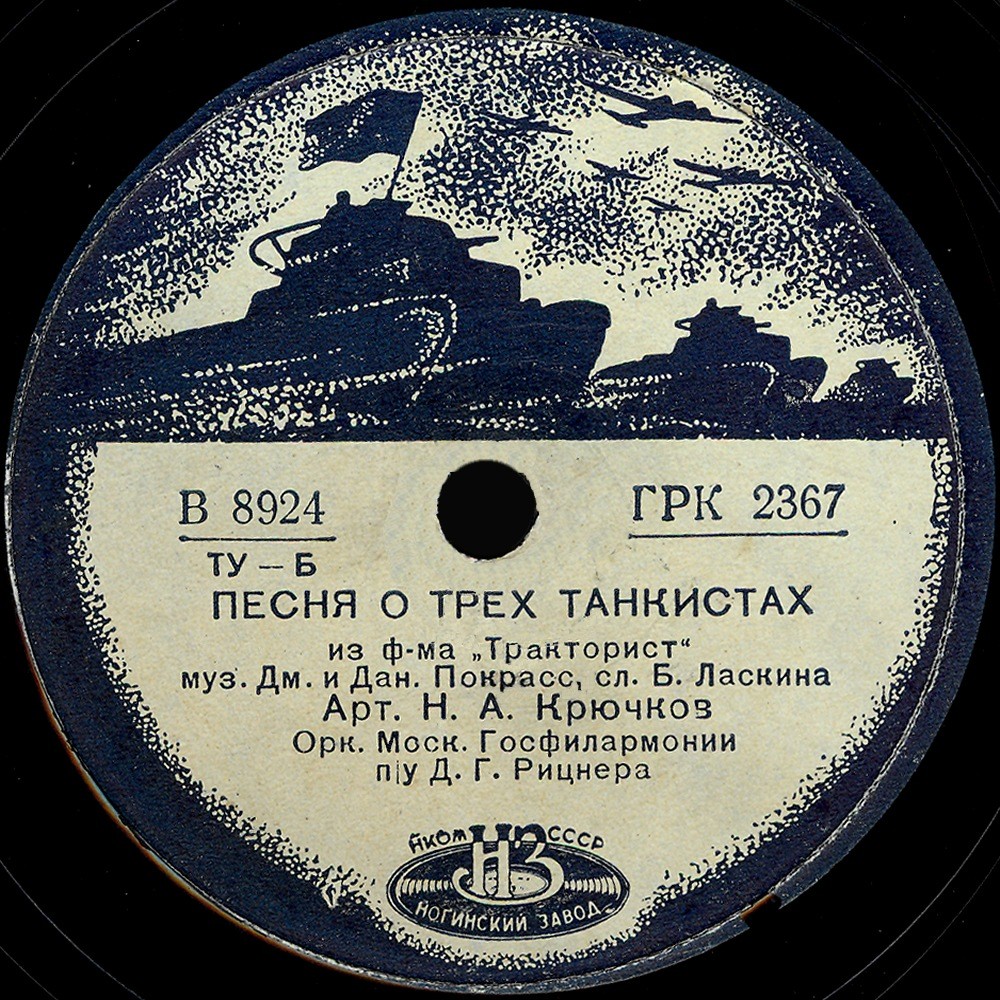 В 8924 ГРК 2367
ТУ – Б
ПЕСНЯ О ТРЕХ ТАНКИСТАХ
из ф-ма „Тракторист“
муз. Дм. и Дан. Покрасс, сл. Б. Ласкина
Арт. Н. А. Крючков
Орк. Моск. Госфилармонии
п/у Д. Г. Рицнера
НКОМ НЗ СССР
НОГИНСКИЙ ЗАВОД